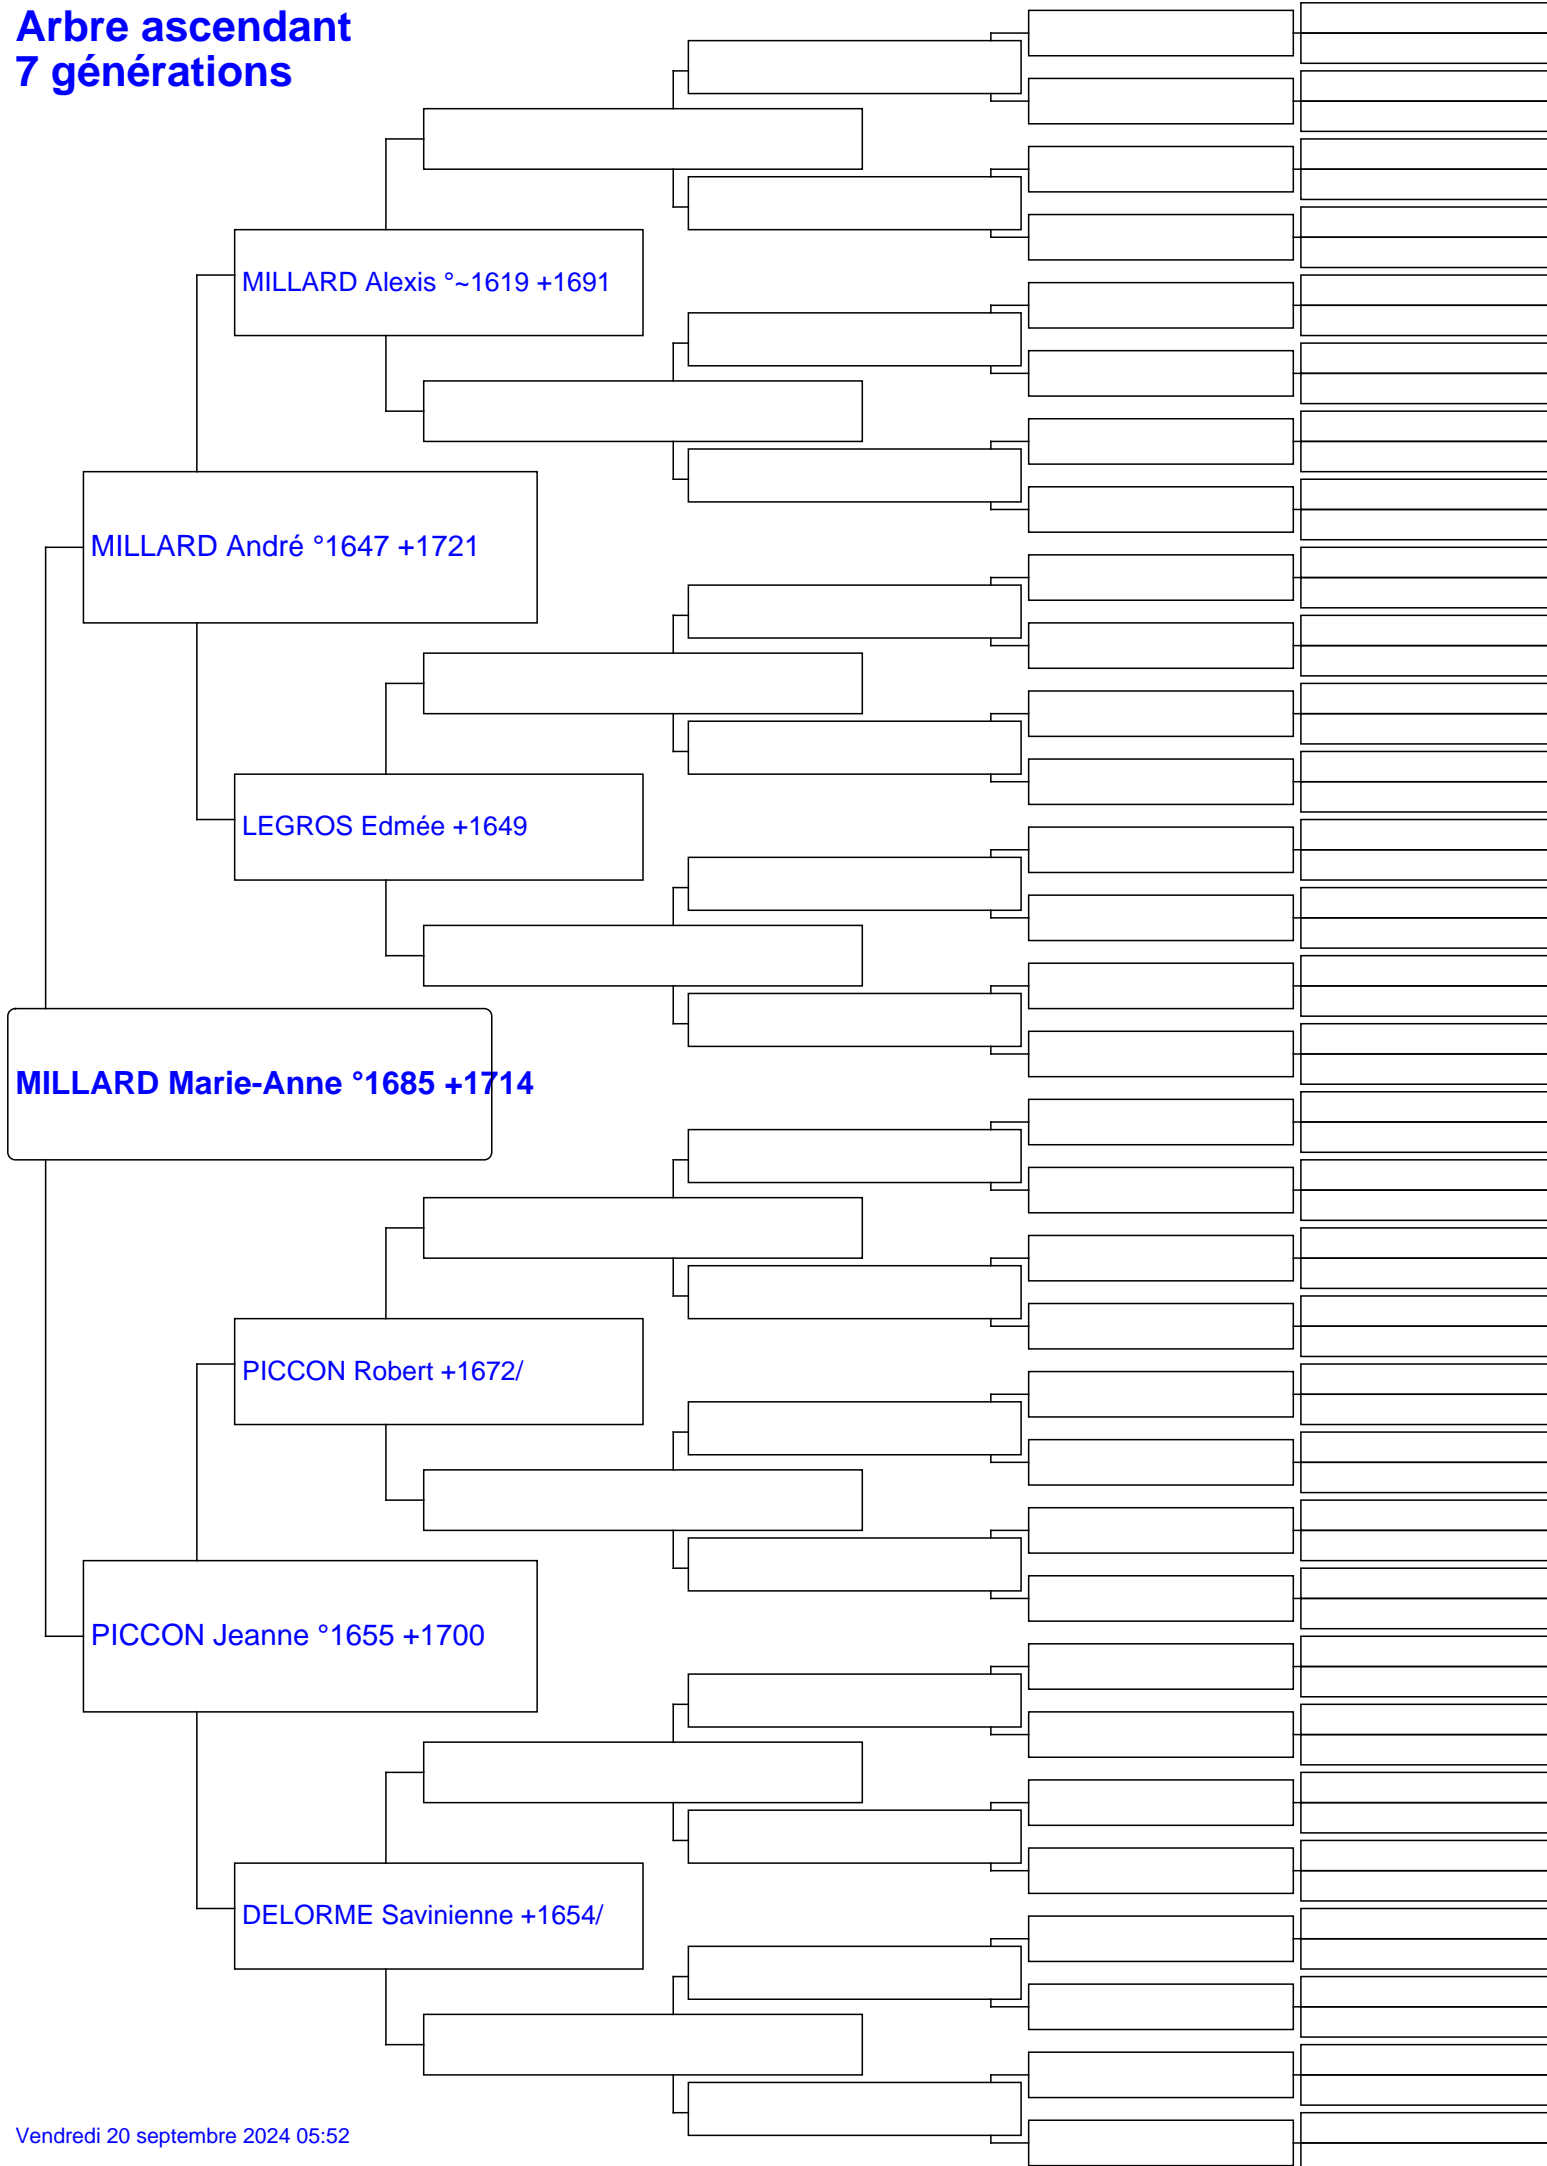 Arbre ascendant
7 générations
MILLARD Alexis °~1619 +1691
MILLARD André °1647 +1721
LEGROS Edmée +1649
MILLARD Marie-Anne °1685 +1714
PICCON Robert +1672/
PICCON Jeanne °1655 +1700
DELORME Savinienne +1654/
Vendredi 20 septembre 2024 05:52